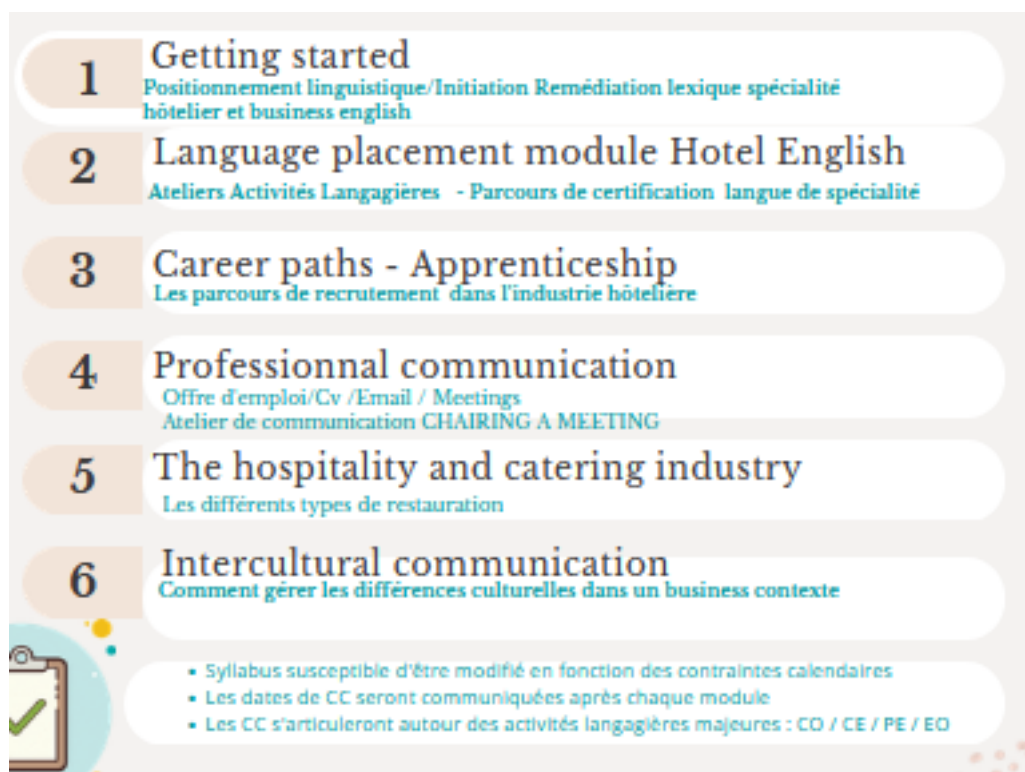 1
Getting started
Positionnement linguistique/Initiation Remédiation lexique spécialité
hôtelier et business english
2
Language placement module Hotel English
Ateliers Activités Langagières - Parcours de certification langue de spécialité
3
Career paths - Apprenticeship
Les parcours de recrutement dans l'industrie hôtelière
4
Professionnal communication
Offre d'emploi/Cv /Email / Meetings
Atelier de communication CHAIRING A MEETING
5
The hospitality and catering industry
Les différents types de restauration
6
Intercultural communication
Comment gérer les différences culturelles dans un business contexte
• Syllabus susceptible d'être modifié en fonction des contraintes calendaires
• Les dates de CC seront communiquées après chaque module
• Les CC s'articuleront autour des activités langagières majeures : CO / CE / PE / EO